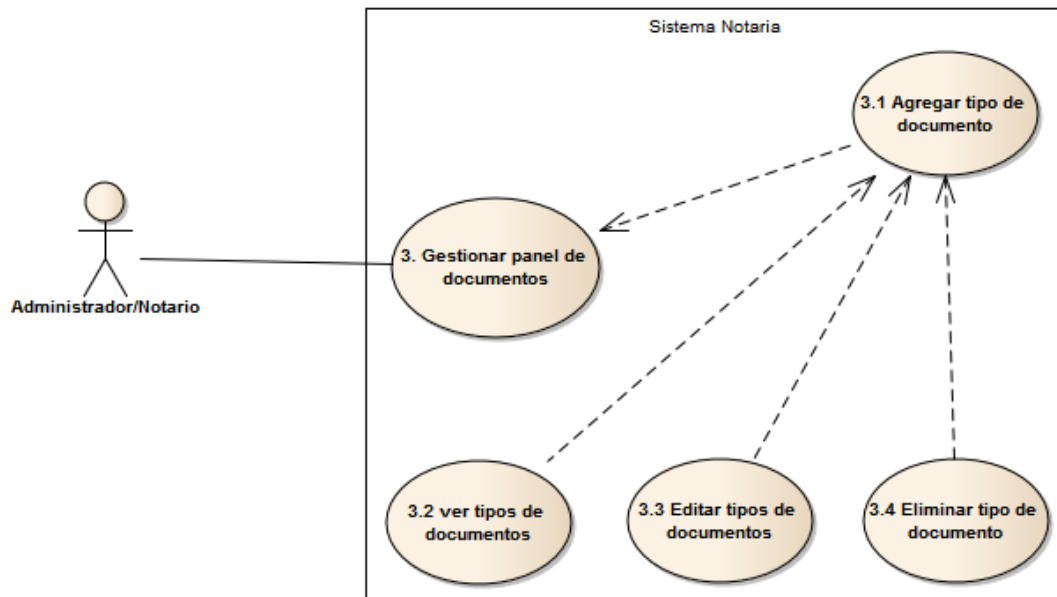 Sistema Notaria
3.1 Agregar tipo de
documento
3. Gestionar panel de
documentos
Administrador/Notario
3.2 ver tipos de
documentos
3.3 Editar tipos de
documentos
3.4 Eliminar tipo de
documento